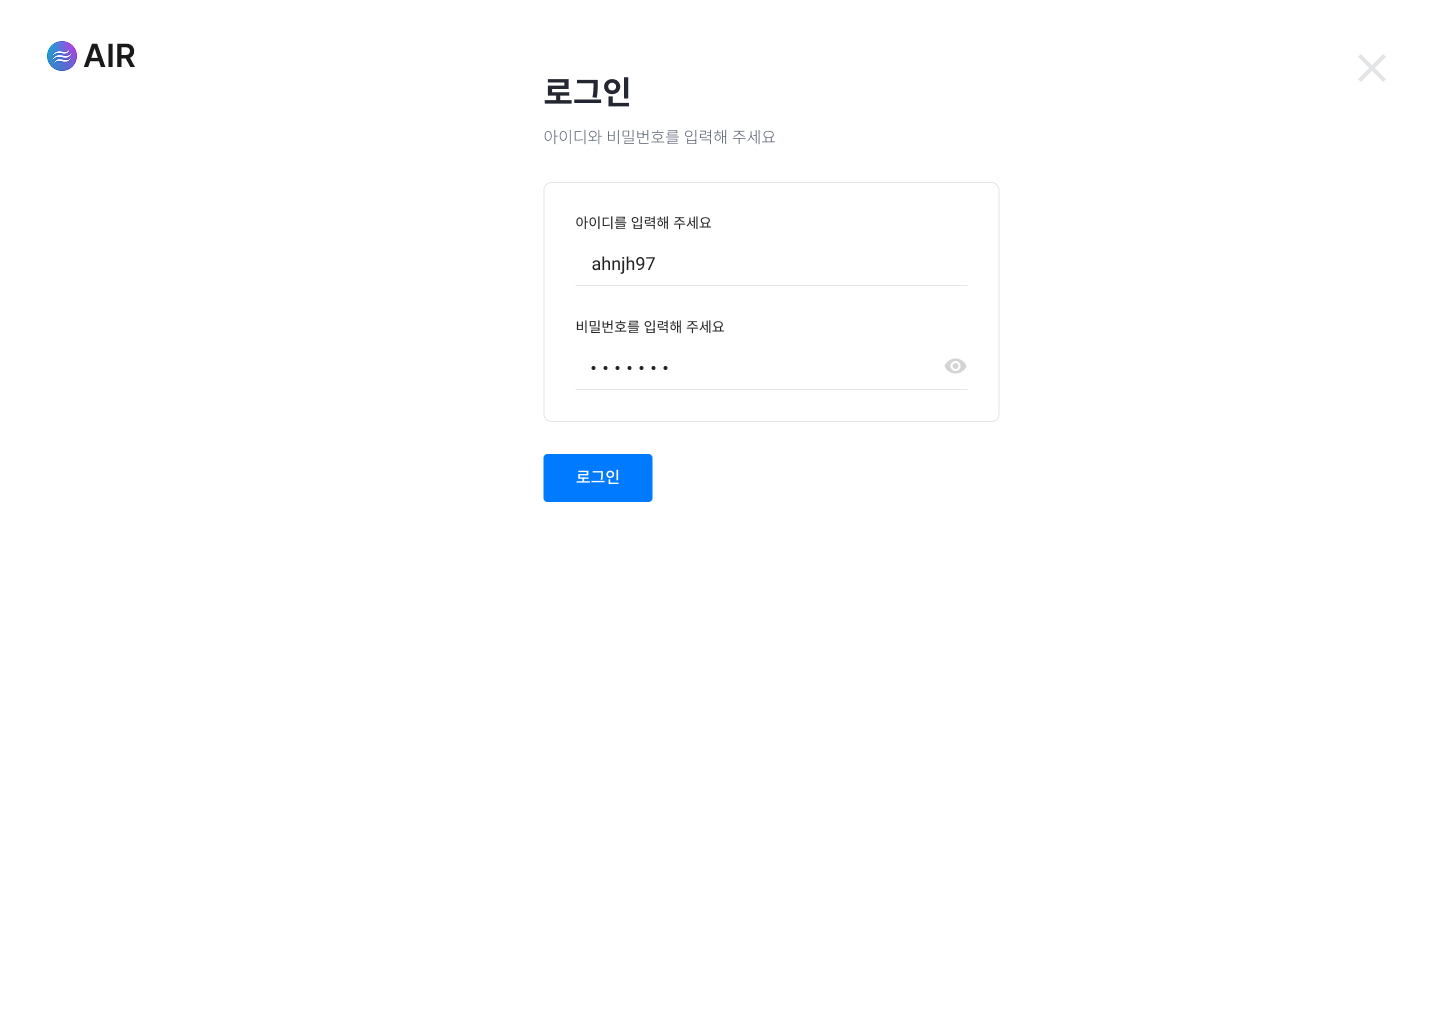 AIR
로그인
아이디와 비밀번호를 입력해 주세요
아이디를 입력해 주세요
ahnjh97
비밀번호를 입력해 주세요
•••••••
로그인